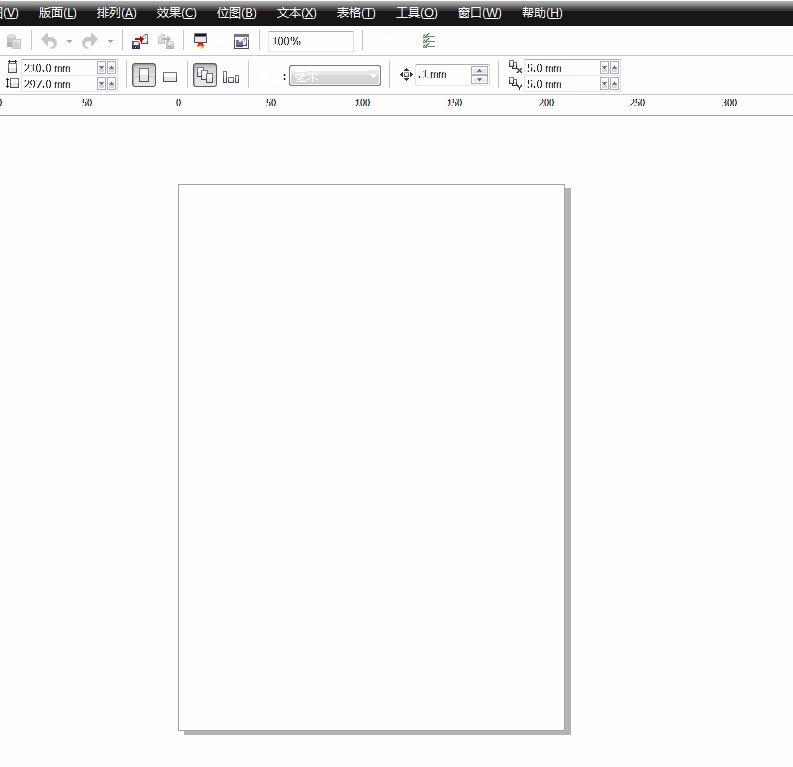 (V) 版面(L) 排列(A) 效果(C) 位图(B) 文本(X) 表格(T) 工具(O) 窗口(W) 帮助(H)
100%
210.0 mm
297.0 mm
: 毫米
.1 mm
5.0 mm
5.0 mm
50 0 50 100 150 200 250 300